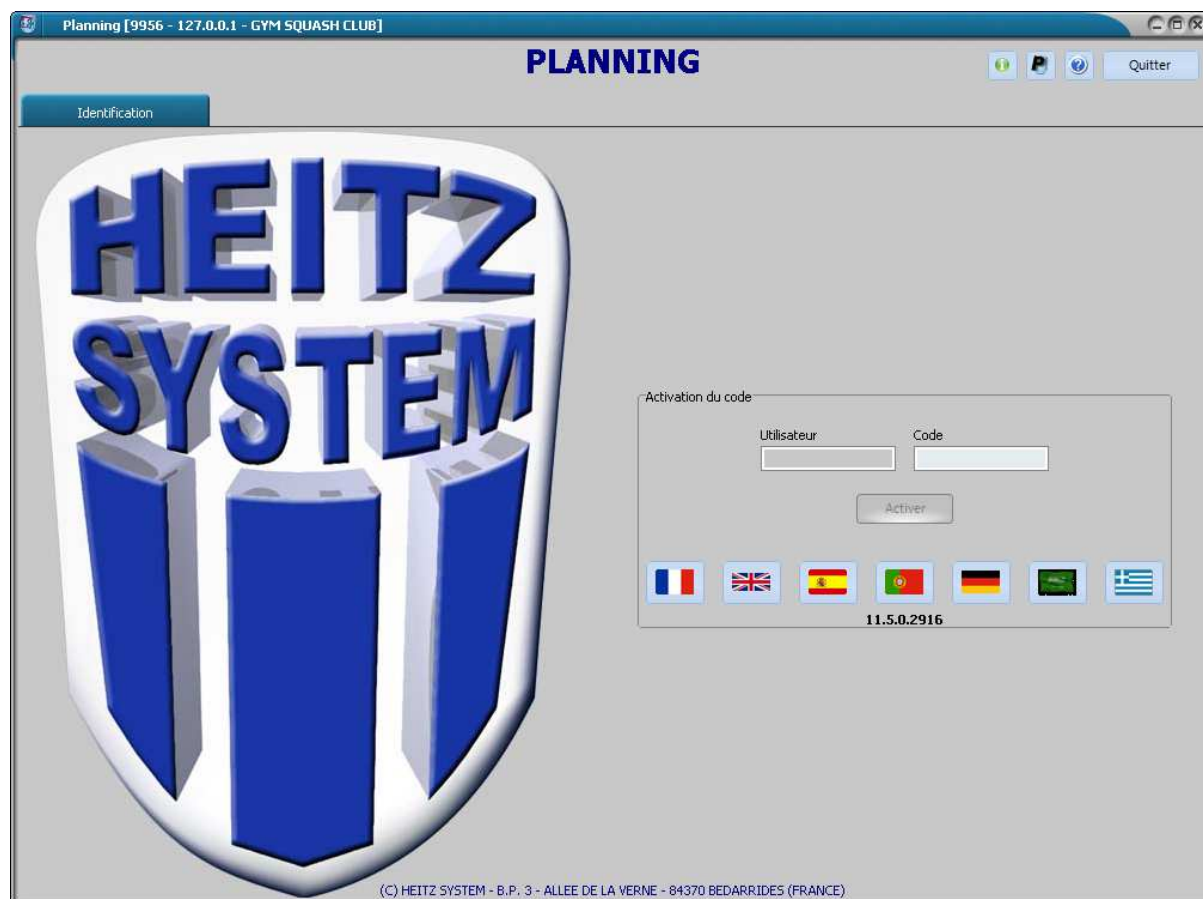 Planning [9956 - 127.0.0.1 - GYM SQUASH CLUB]
PLANNING
Quitter
Identification
HEITZ
SYSTEM
Activation du code
Utilisateur
Code
Activer
11.5.0.2916
(C) HEITZ SYSTEM - B.P. 3 - ALLEE DE LA VERNE - 84370 BEDARRIDES (FRANCE)